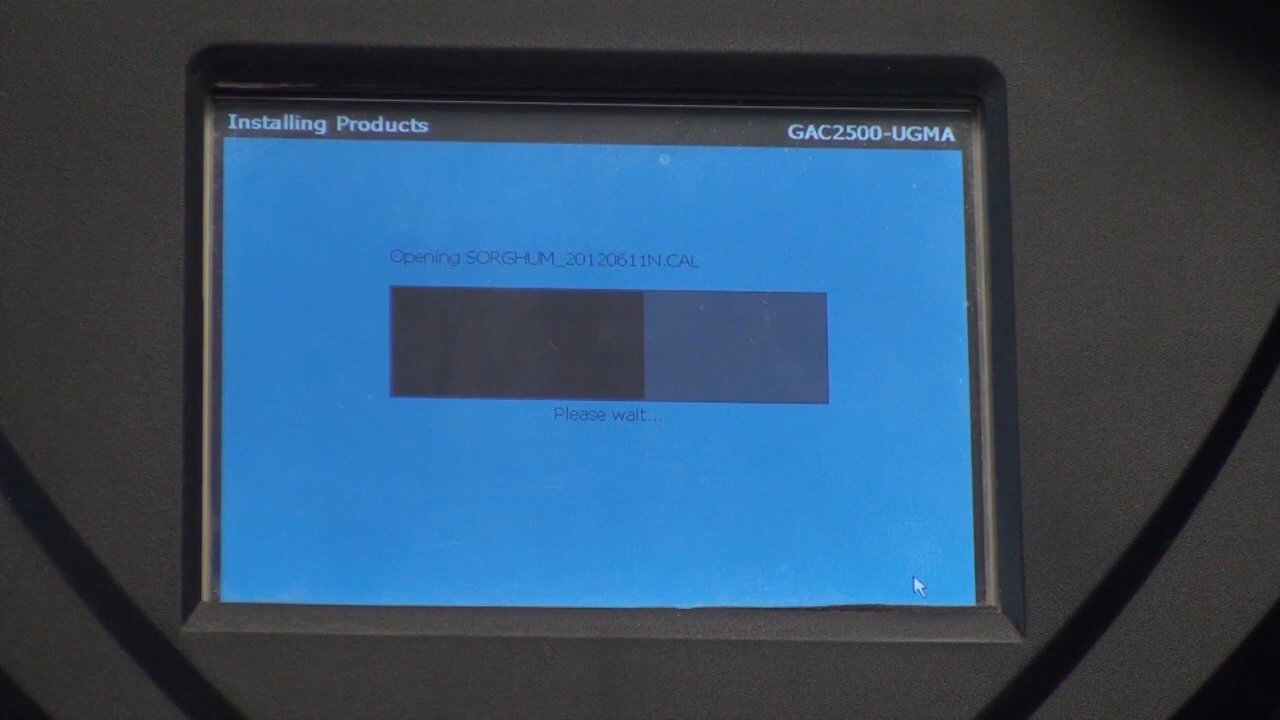 Installing Products
GAC2500-UGMA
Opening SORGHUM_20120611N.CAL
Please wait...